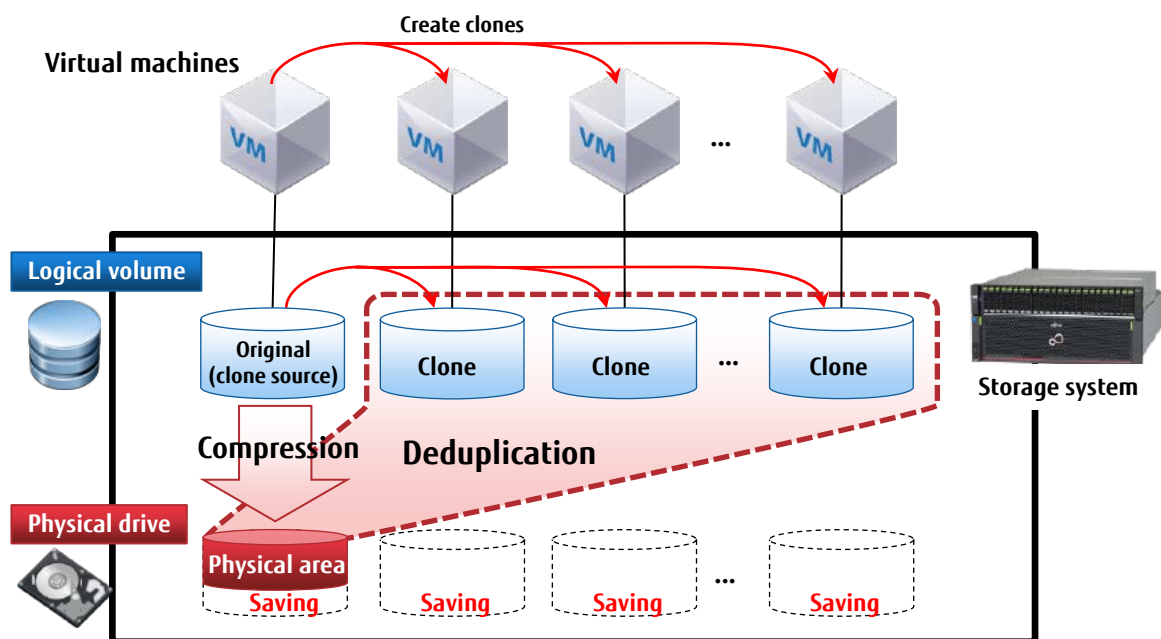 Create clones
Virtual machines
VM
VM
VM
...
VM
Logical volume
Original
(clone source)
Clone
Clone
...
Clone
Storage system
Compression
Deduplication
Physical drive
Physical area
Saving
Saving
Saving
...
Saving